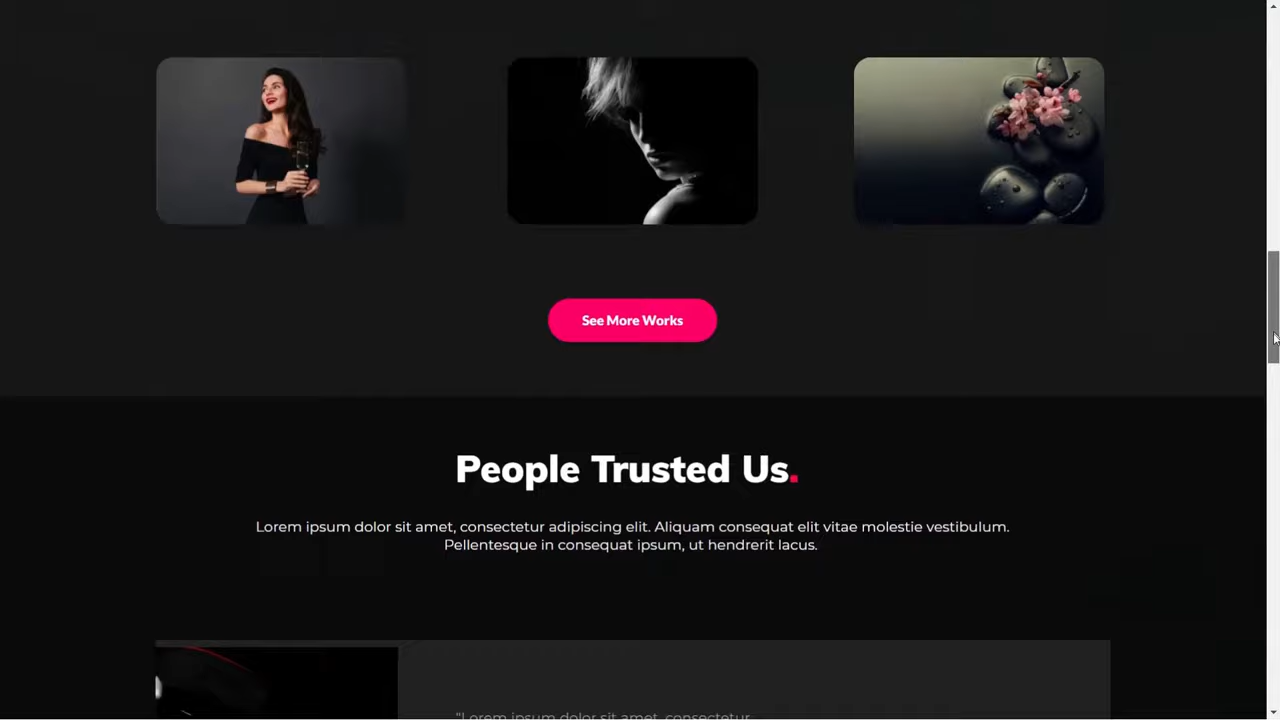 See More Works
People Trusted Us.
Lorem ipsum dolor sit amet, consectetur adipiscing elit. Aliquam consequat elit vitae molestie vestibulum.
Pellentesque in consequat ipsum, ut hendrerit lacus.
"Lorem ipsum dolor sit amet, consectetur